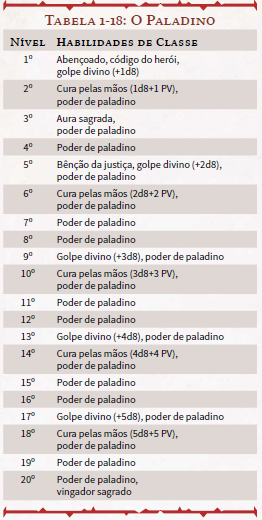 Tabela 1-18: O Paladino
Nível Habilidades de Classe
1º Abençoado, código do herói,
golpe divino (+1d8)
2º Cura pelas mãos (1d8+1 PV),
poder de paladino
3º Aura sagrada,
poder de paladino
4º Poder de paladino
5º Bênção da justiça, golpe divino (+2d8),
poder de paladino
6º Cura pelas mãos (2d8+2 PV),
poder de paladino
7º Poder de paladino
8º Poder de paladino
9º Golpe divino (+3d8), poder de paladino
10º Cura pelas mãos (3d8+3 PV),
poder de paladino
11º Poder de paladino
12º Poder de paladino
13º Golpe divino (+4d8), poder de paladino
14º Cura pelas mãos (4d8+4 PV),
poder de paladino
15º Poder de paladino
16º Poder de paladino
17º Golpe divino (+5d8), poder de paladino
18º Cura pelas mãos (5d8+5 PV),
poder de paladino
19º Poder de paladino
20º Poder de paladino,
vingador sagrado